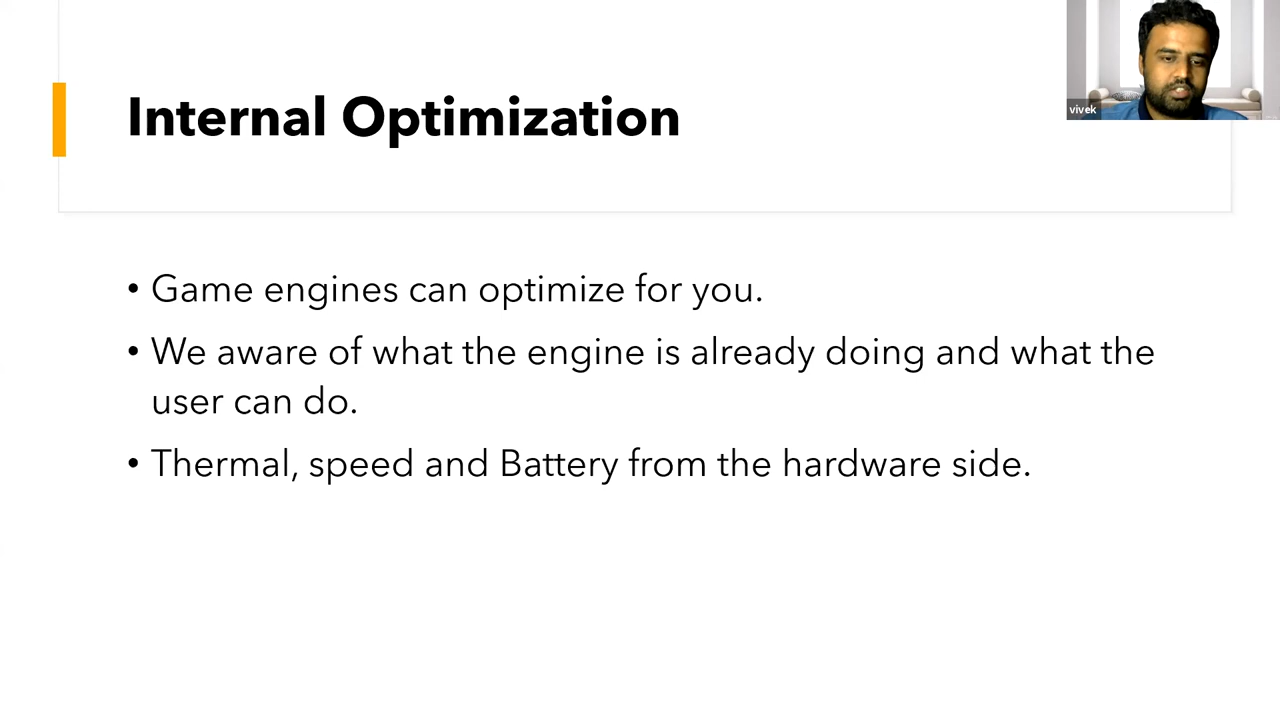 vivek
Internal Optimization
• Game engines can optimize for you.
• We aware of what the engine is already doing and what the
user can do.
• Thermal, speed and Battery from the hardware side.